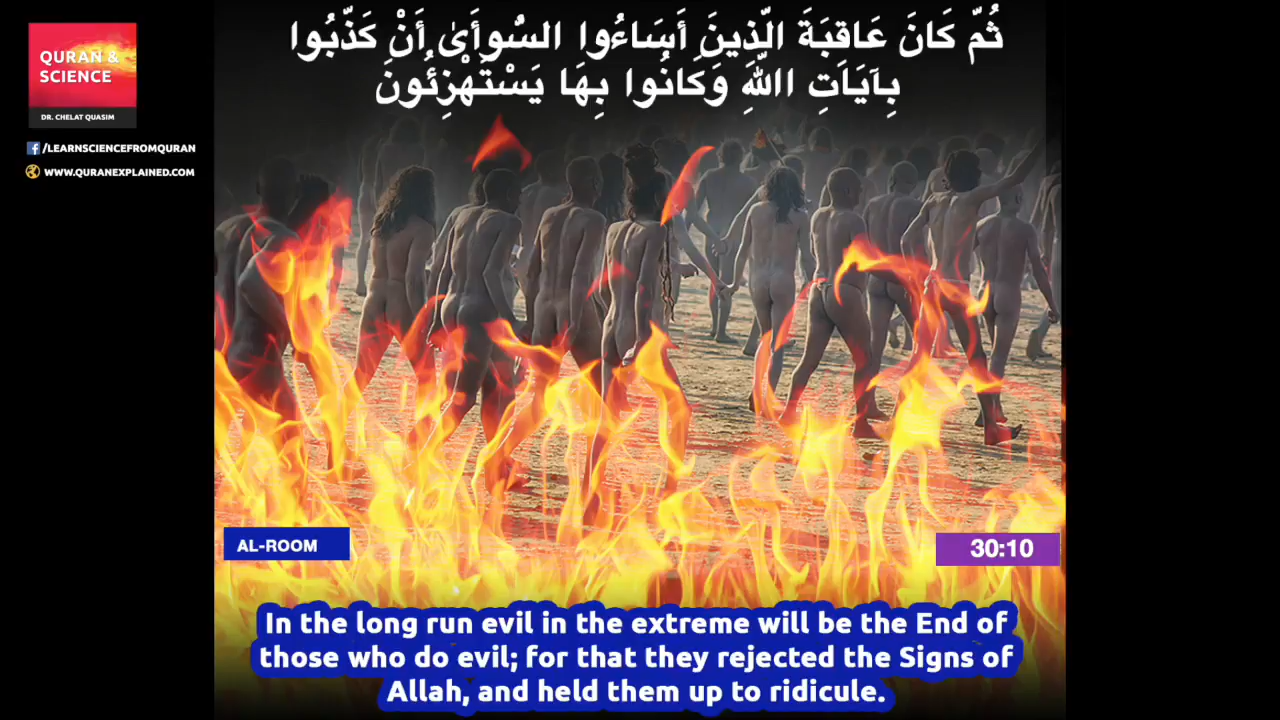 ثُمَّ كَانَ عَاقِبَةَ الَّذِينَ أَسَاءُوا السُّوأَىٰ أَنْ كَذَّبُوا
بِآيَاتِ اللَّهِ وَكَانُوا بِهَا يَسْتَهْزِئُونَ
QURAN &
SCIENCE
DR. CHELAT QUASIM
/LEARNSCIENCEFROMQURAN
WWW.QURANEXPLAINED.COM
AL-ROOM
30:10
In the long run evil in the extreme will be the End of
those who do evil; for that they rejected the Signs of
Allah, and held them up to ridicule.